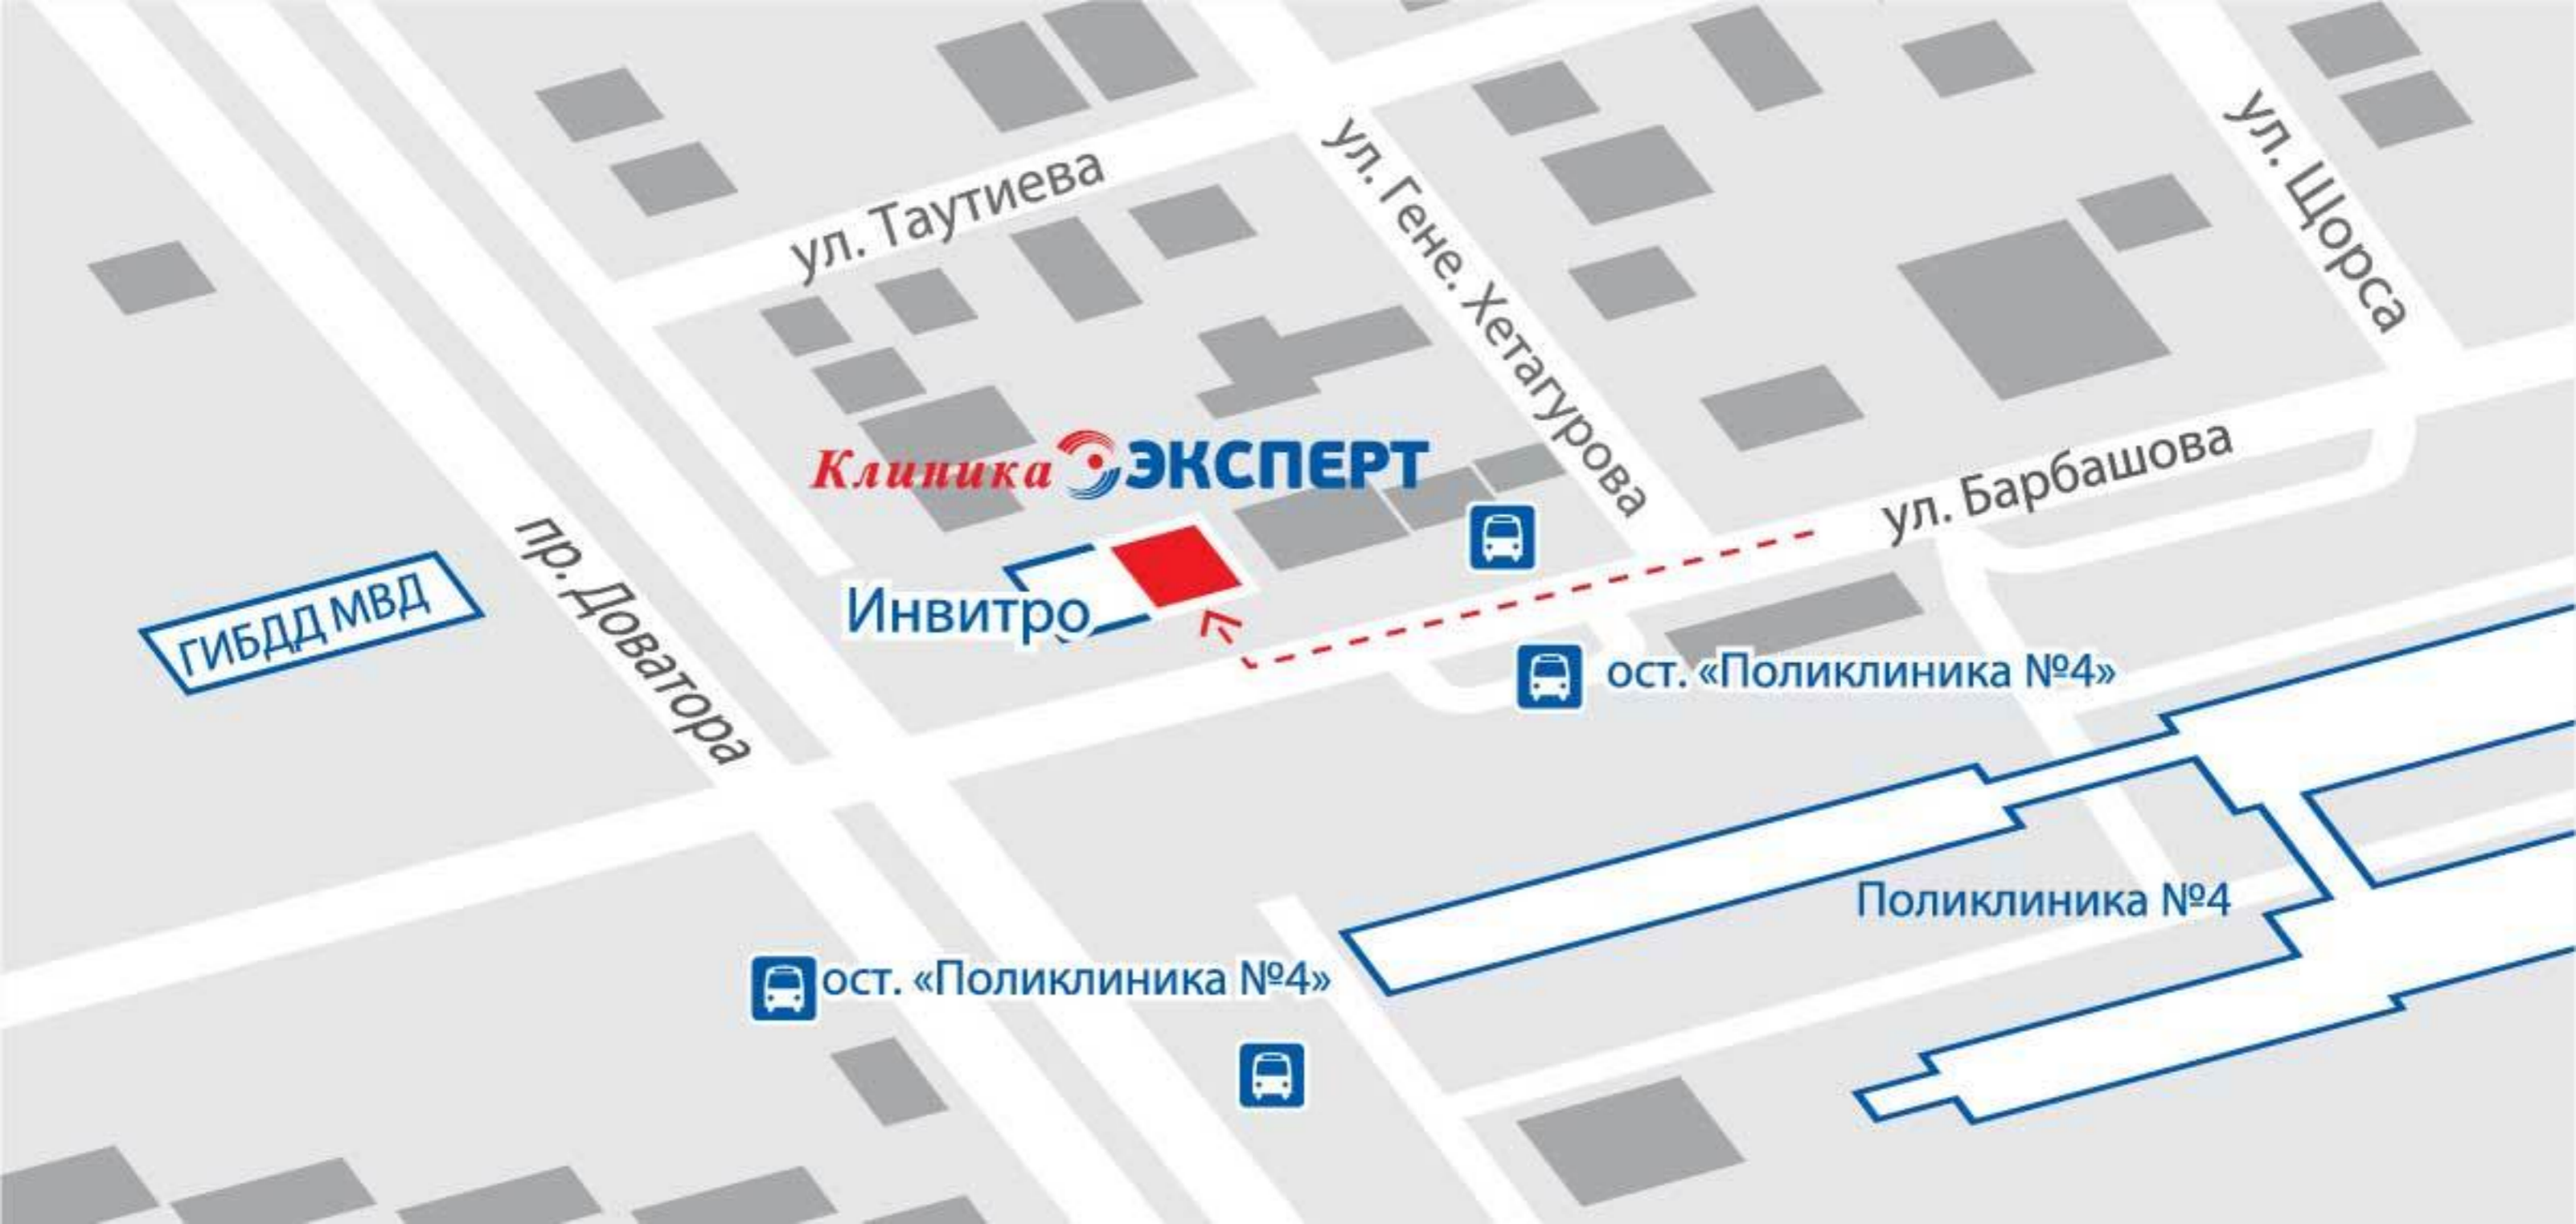 ул. Таутиева
ул. Гене. Хетагурова
ул. Щорса
Клиника ЭКСПЕРТ
ул. Барбашова
пр. Доватора
ГИБДД МВД
Инвитро
ост. «Поликлиника №4»
Поликлиника №4
ост. «Поликлиника №4»